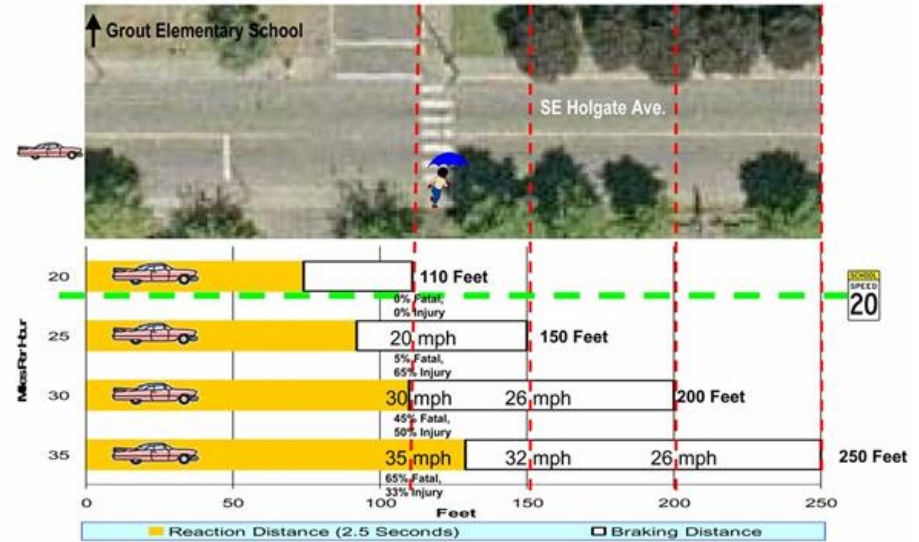 Grout Elementary School
SE Holgate Ave.
20
110 Feet
SCHOOL
SPEED
20
0% Fatal,
0% Injury
25
20 mph
150 Feet
5% Fatal,
65% Injury
30
30 mph
26 mph
200 Feet
45% Fatal,
50% Injury
35
35 mph
32 mph
26 mph
250 Feet
65% Fatal,
33% Injury
Miles Per Hour
0
50
100
150
200
250
Feet
Reaction Distance (2.5 Seconds)
Braking Distance